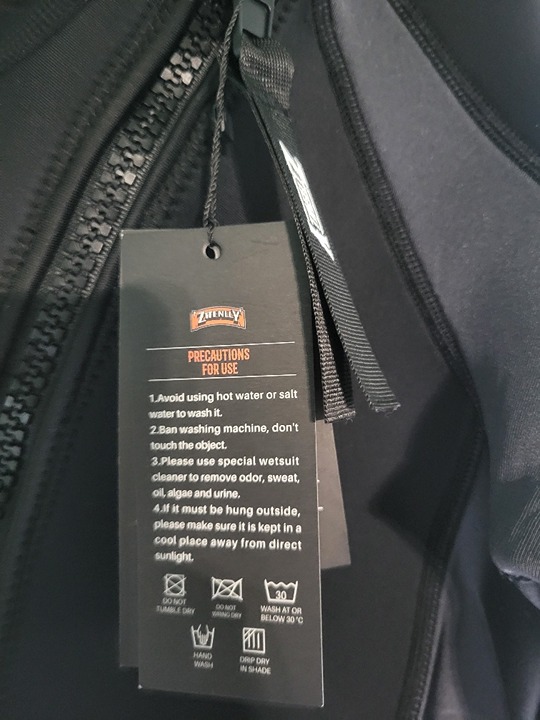 ZHENLLY
PRECAUTIONS
FOR USE
1.Avoid using hot water or salt
water to wash it.
2.Ban washing machine, don't
touch the object.
3.Please use special wetsuit
cleaner to remove odor, sweat,
oil, algae and urine.
4.If it must be hung outside,
please make sure it is kept in a
cool place away from direct
sunlight.
DO NOT
TUMBLE DRY
DO NOT
WRING DRY
30
WASH AT OR
BELOW 30°C
HAND
WASH
DRIP DRY
IN SHADE